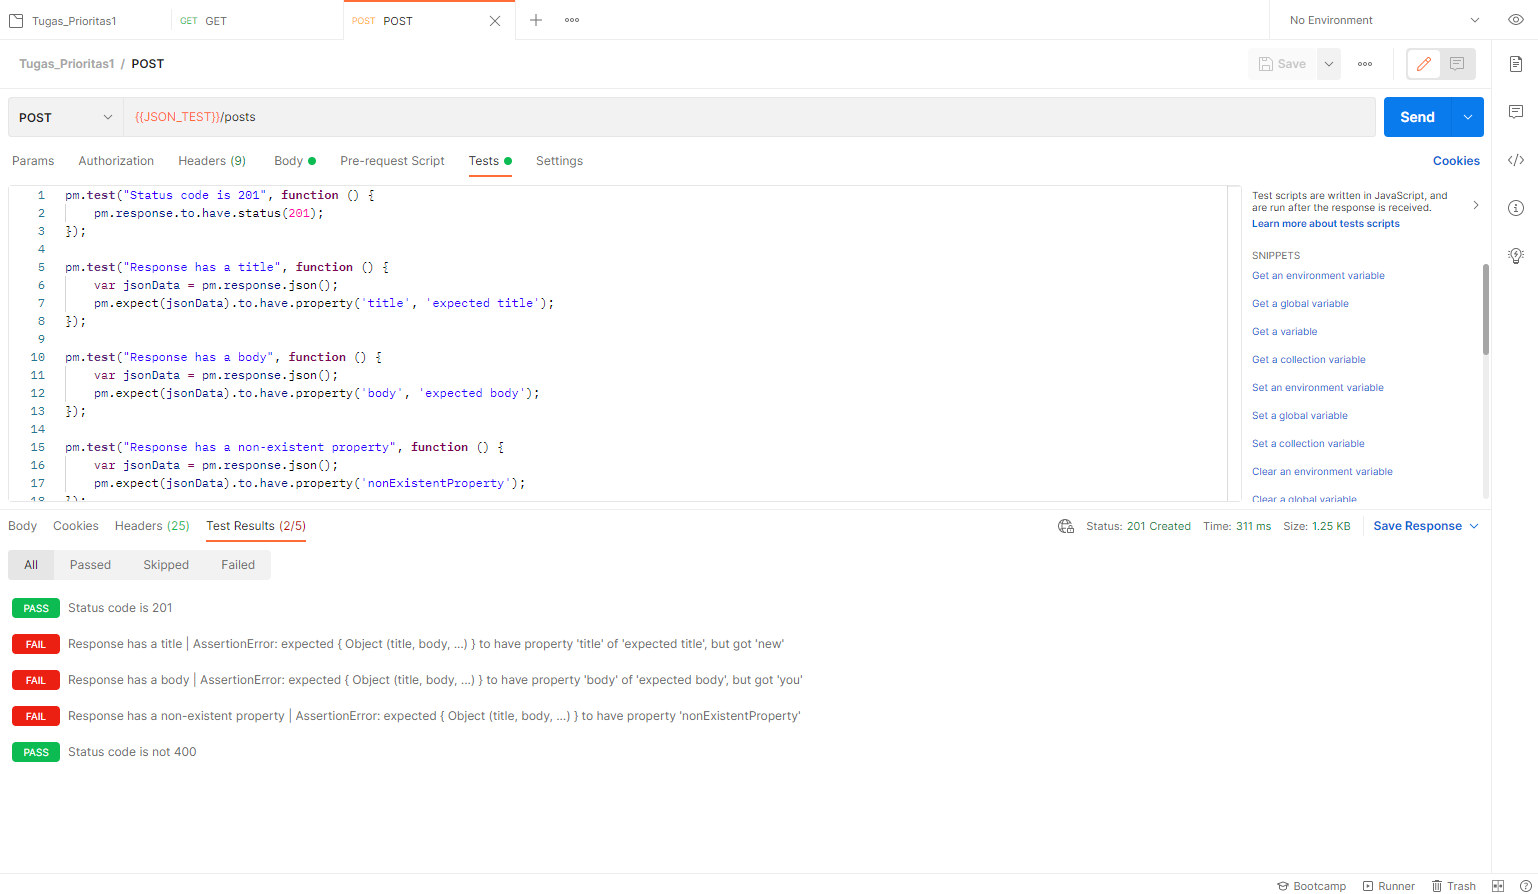 Tugas_Prioritas1
GET GET
POST POST
No Environment
Tugas_Prioritas1 / POST
Save
POST
{{JSON_TEST}}/posts
Send
Params Authorization Headers (9) Body Pre-request Script Tests Settings
Cookies
1 pm.test("Status code is 201", function () {
2 pm.response.to.have.status(201);
3 });
4
5 pm.test("Response has a title", function () {
6 var jsonData = pm.response.json();
7 pm.expect(jsonData).to.have.property('title', 'expected title');
8 });
9
10 pm.test("Response has a body", function () {
11 var jsonData = pm.response.json();
12 pm.expect(jsonData).to.have.property('body', 'expected body');
13 });
14
15 pm.test("Response has a non-existent property", function () {
16 var jsonData = pm.response.json();
17 pm.expect(jsonData).to.have.property('nonExistentProperty');
18 });
Test scripts are written in JavaScript, and
are run after the response is received.
Learn more about tests scripts
SNIPPETS
Get an environment variable
Get a global variable
Get a variable
Get a collection variable
Set an environment variable
Set a global variable
Set a collection variable
Clear an environment variable
Clear a global variable
Body Cookies Headers (25) Test Results (2/5)
Status: 201 Created Time: 311 ms Size: 1.25 KB Save Response
All Passed Skipped Failed
PASS Status code is 201
FAIL Response has a title | AssertionError: expected { Object (title, body, ...) } to have property 'title' of 'expected title', but got 'new'
FAIL Response has a body | AssertionError: expected { Object (title, body, ...) } to have property 'body' of 'expected body', but got 'you'
FAIL Response has a non-existent property | AssertionError: expected { Object (title, body, ...) } to have property 'nonExistentProperty'
PASS Status code is not 400
Bootcamp Runner Trash